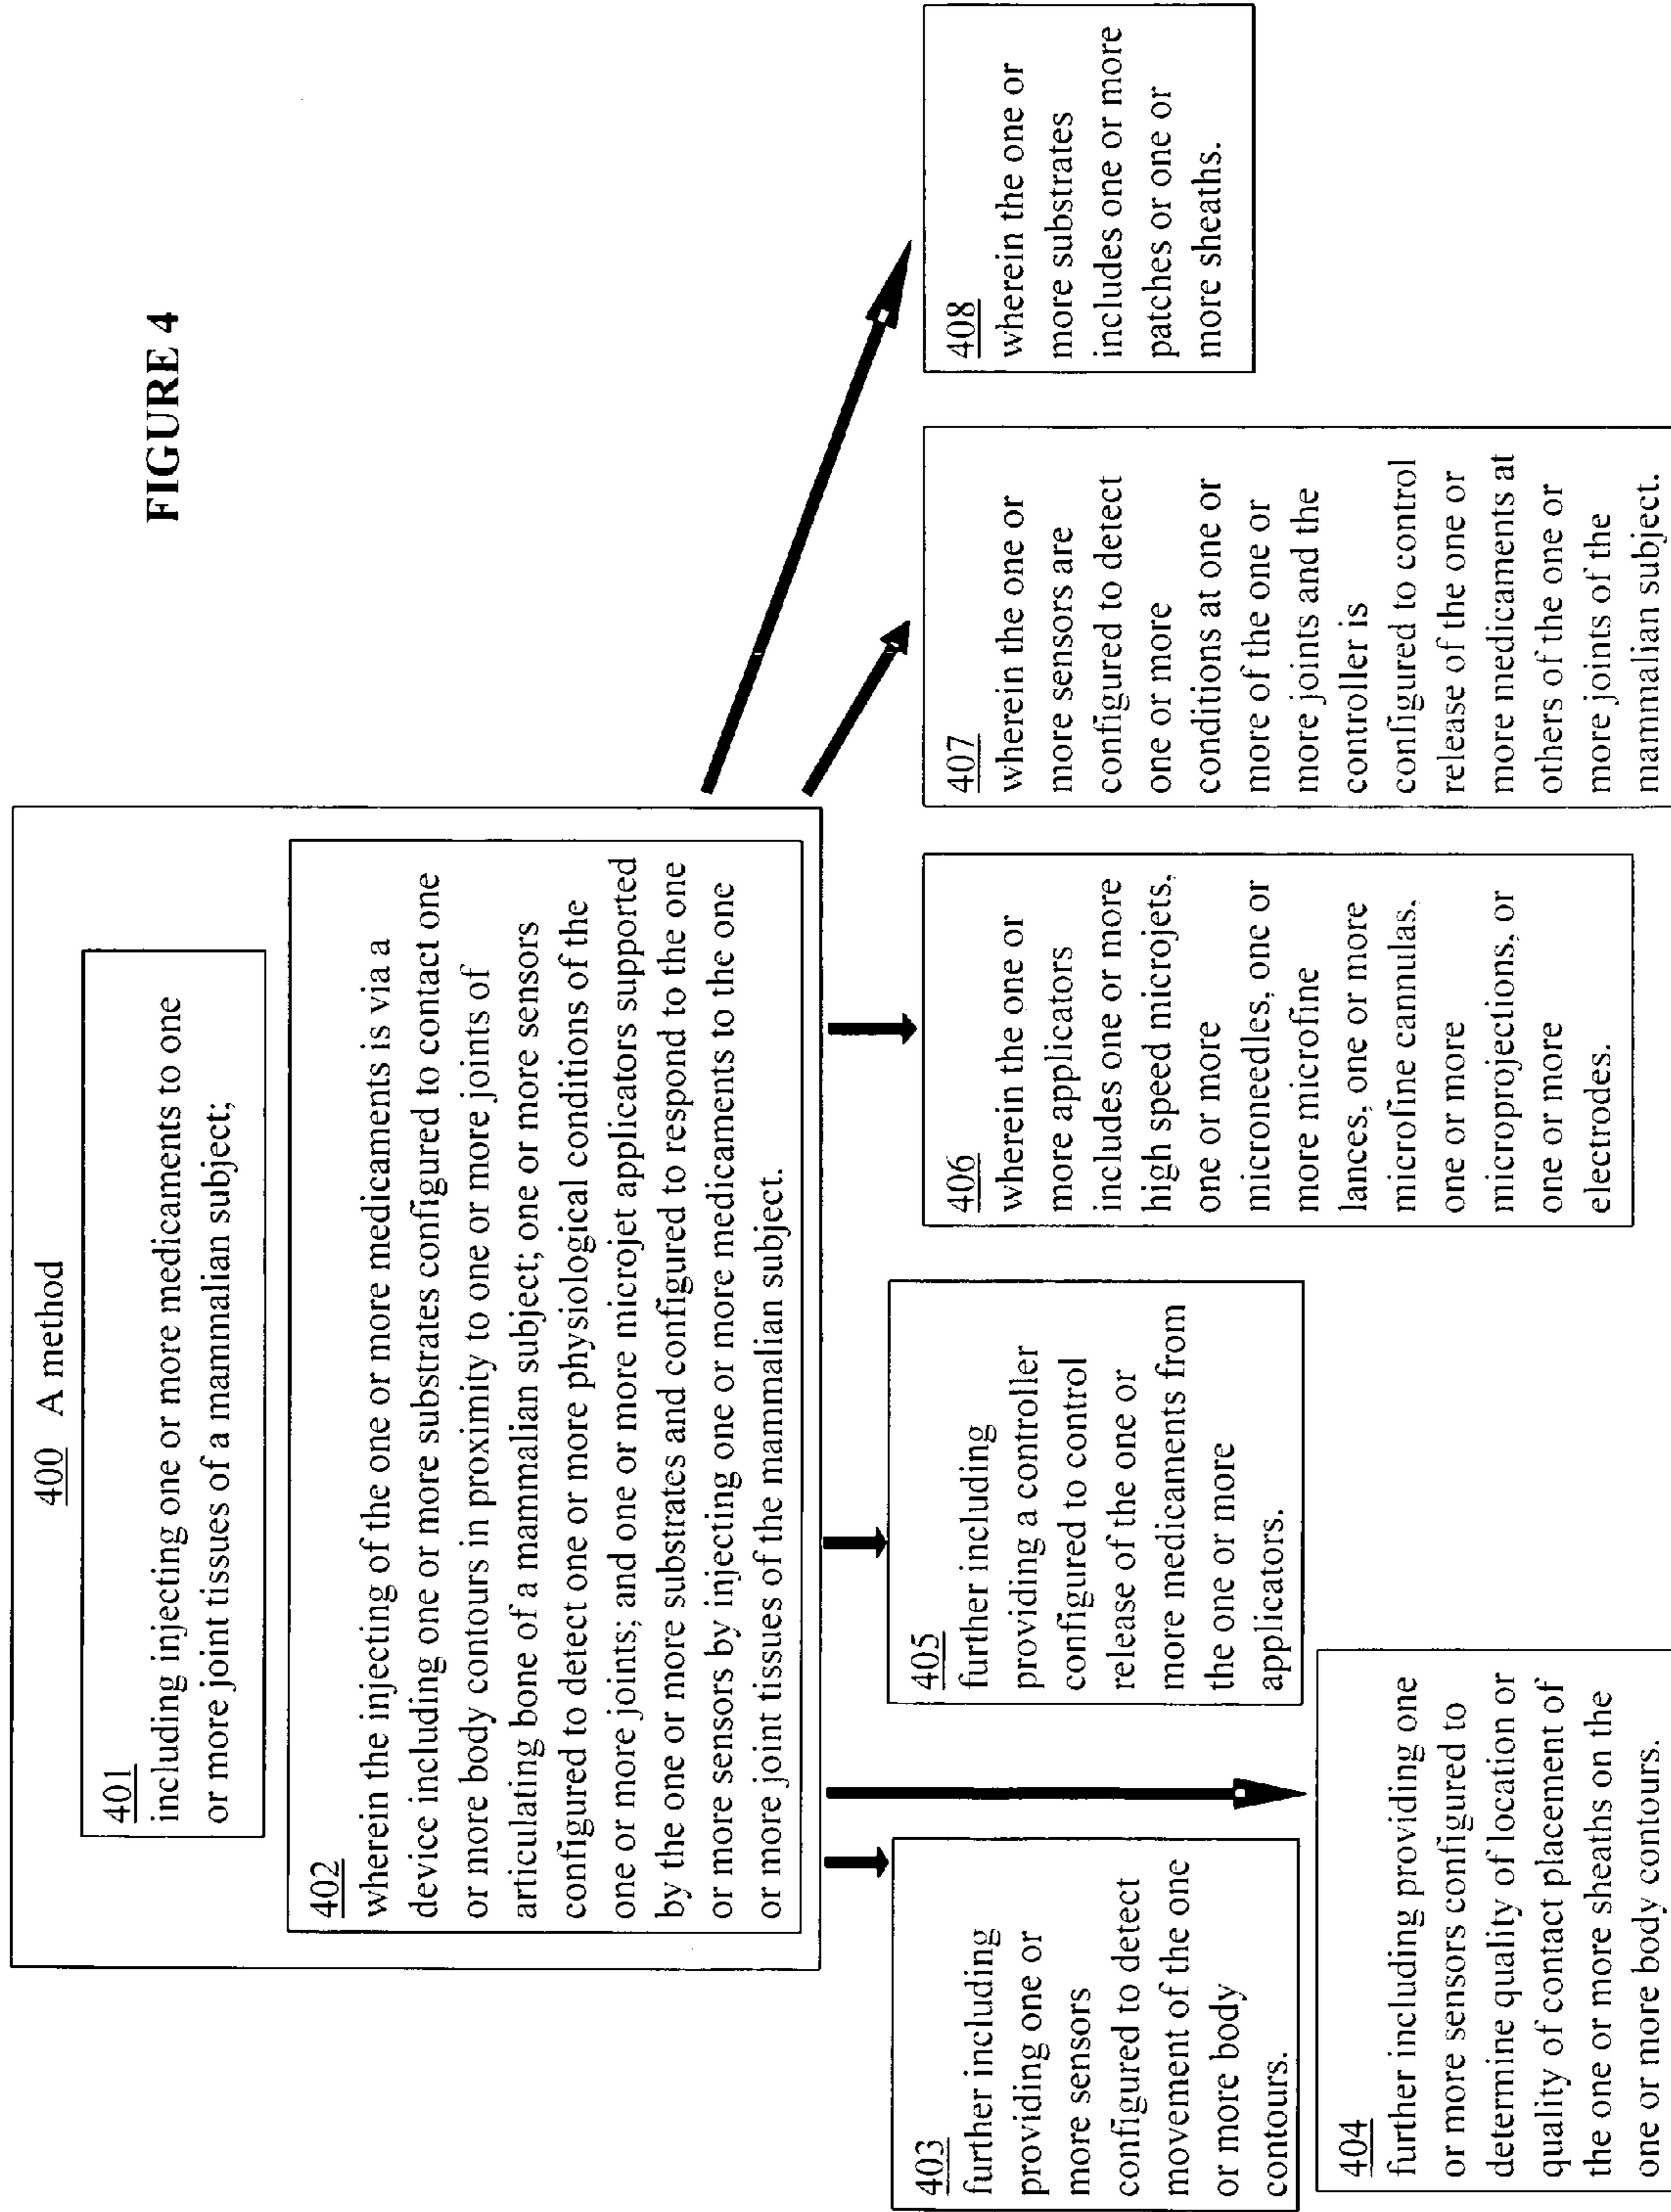 FIGURE 4
400 A method
401
including injecting one or more medicaments to one
or more joint tissues of a mammalian subject;
402
wherein the injecting of the one or more medicaments is via a
device including one or more substrates configured to contact one
or more body contours in proximity to one or more joints of
articulating bone of a mammalian subject; one or more sensors
configured to detect one or more physiological conditions of the
one or more joints; and one or more microjet applicators supported
by the one or more substrates and configured to respond to the one
or more sensors by injecting one or more medicaments to the one
or more joint tissues of the mammalian subject.
403
further including
providing one or
more sensors
configured to detect
movement of the one
or more body
contours.
404
further including providing one
or more sensors configured to
determine quality of location or
quality of contact placement of
the one or more sheaths on the
one or more body contours.
405
further including
providing a controller
configured to control
release of the one or
more medicaments from
the one or more
applicators.
406
wherein the one or
more applicators
includes one or more
high speed microjets,
one or more
microneedles, one or
more microfine
lances, one or more
microfine cannulas,
one or more
microprojections, or
one or more
electrodes.
407
wherein the one or
more sensors are
configured to detect
one or more
conditions at one or
more of the one or
more joints and the
controller is
configured to control
release of the one or
more medicaments at
others of the one or
more joints of the
mammalian subject.
408
wherein the one or
more substrates
includes one or more
patches or one or
more sheaths.